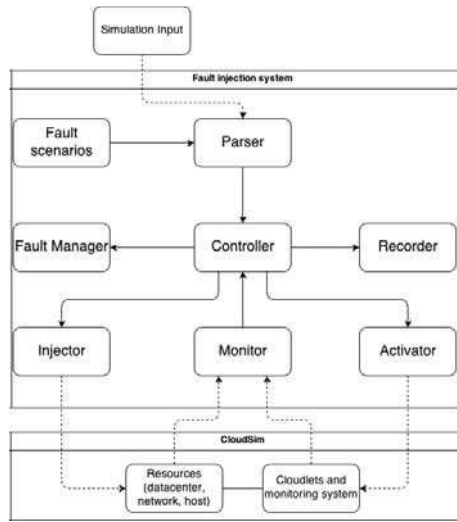 Simulation Input
Fault injection system
Fault
scenarios
Parser
Fault Manager
Controller
Recorder
Injector
Monitor
Activator
CloudSim
Resources
(datacenter,
network, host)
Cloudlets and
monitoring system